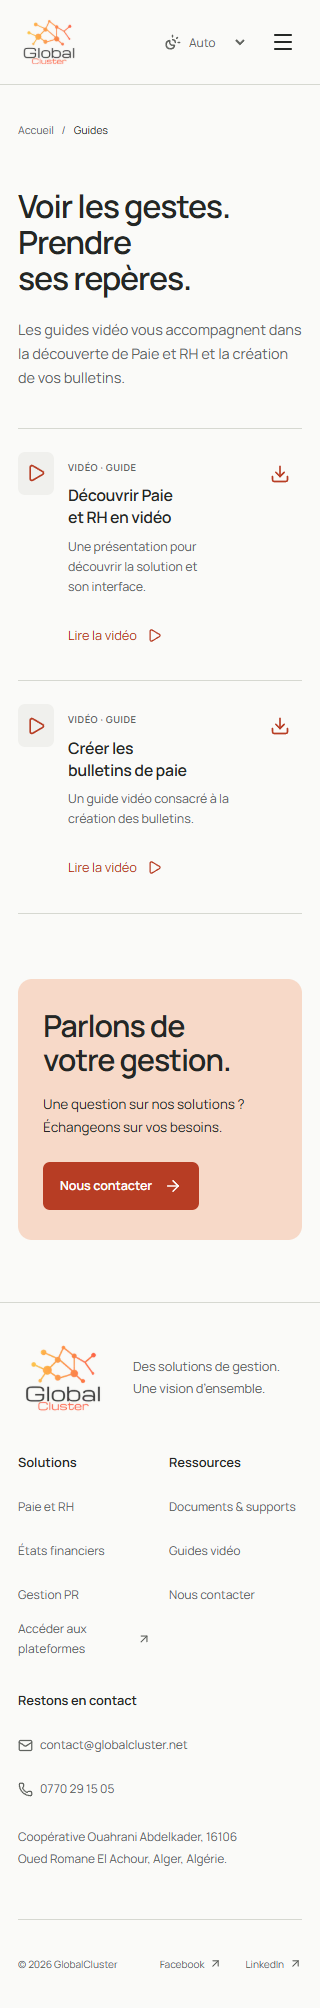 Global
Cluster
Auto
Accueil / Guides
Voir les gestes.
Prendre
ses repères.
Les guides vidéo vous accompagnent dans
la découverte de Paie et RH et la création
de vos bulletins.
VIDÉO · GUIDE
Découvrir Paie
et RH en vidéo
Une présentation pour
découvrir la solution et
son interface.
Lire la vidéo
VIDÉO · GUIDE
Créer les
bulletins de paie
Un guide vidéo consacré à la
création des bulletins.
Lire la vidéo
Parlons de
votre gestion.
Une question sur nos solutions ?
Échangeons sur vos besoins.
Nous contacter
Global
Cluster
Des solutions de gestion.
Une vision d'ensemble.
Solutions
Paie et RH
États financiers
Gestion PR
Accéder aux
plateformes
Ressources
Documents & supports
Guides vidéo
Nous contacter
Restons en contact
contact@globalcluster.net
0770 29 15 05
Coopérative Ouahrani Abdelkader, 16106
Oued Romane El Achour, Alger, Algérie.
© 2026 GlobalCluster
Facebook
LinkedIn